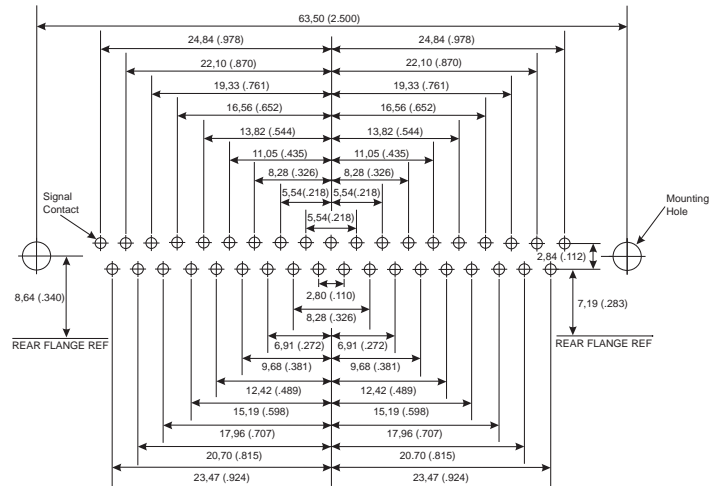 63,50 (2.500)
24,84 (.978) 24,84 (.978)
22,10 (.870) 22,10 (.870)
19,33 (.761) 19,33 (.761)
16,56 (.652) 16,56 (.652)
13,82 (.544) 13,82 (.544)
11,05 (.435) 11,05 (.435)
8,28 (.326) 8,28 (.326)
5,54(.218) 5,54(.218)
5,54(.218)
Signal
Contact
Mounting
Hole
2,84 (.112)
8,64 (.340)
7,19 (.283)
2,80 (.110)
8,28 (.326)
REAR FLANGE REF
REAR FLANGE REF
6,91 (.272) 6,91 (.272)
9,68 (.381) 9,68 (.381)
12,42 (.489) 12,42 (.489)
15,19 (.598) 15,19 (.598)
17,96 (.707) 17,96 (.707)
20,70 (.815) 20.70 (.815)
23,47 (.924) 23,47 (.924)